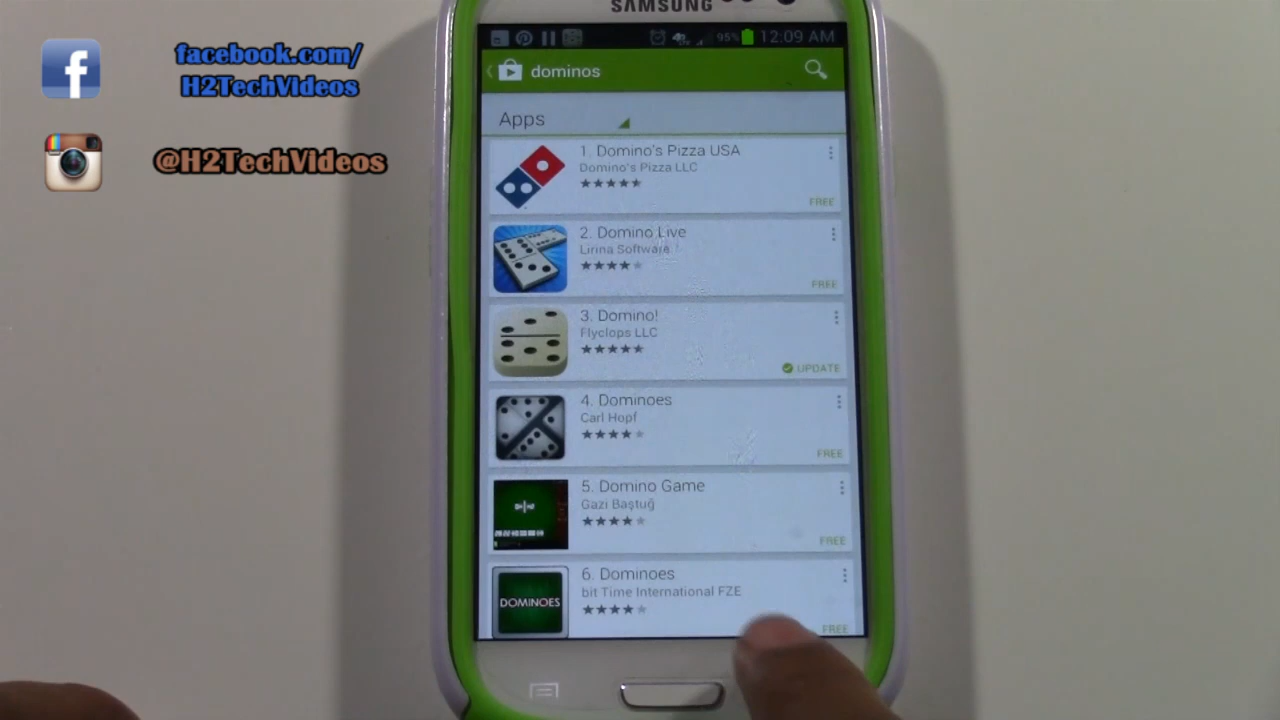 facebook.com/
H2TechVideos
@H2TechVideos
SAMSUNG
95% 12:09 AM
dominos
Apps
1. Domino's Pizza USA
Domino's Pizza LLC
FREE
2. Domino Live
Lirina Software
FREE
3. Domino!
Flyclops LLC
UPDATE
4. Dominoes
Carl Hopf
FREE
5. Domino Game
Gazi Baştuğ
FREE
DOMINOES
6. Dominoes
bit Time International FZE
FREE